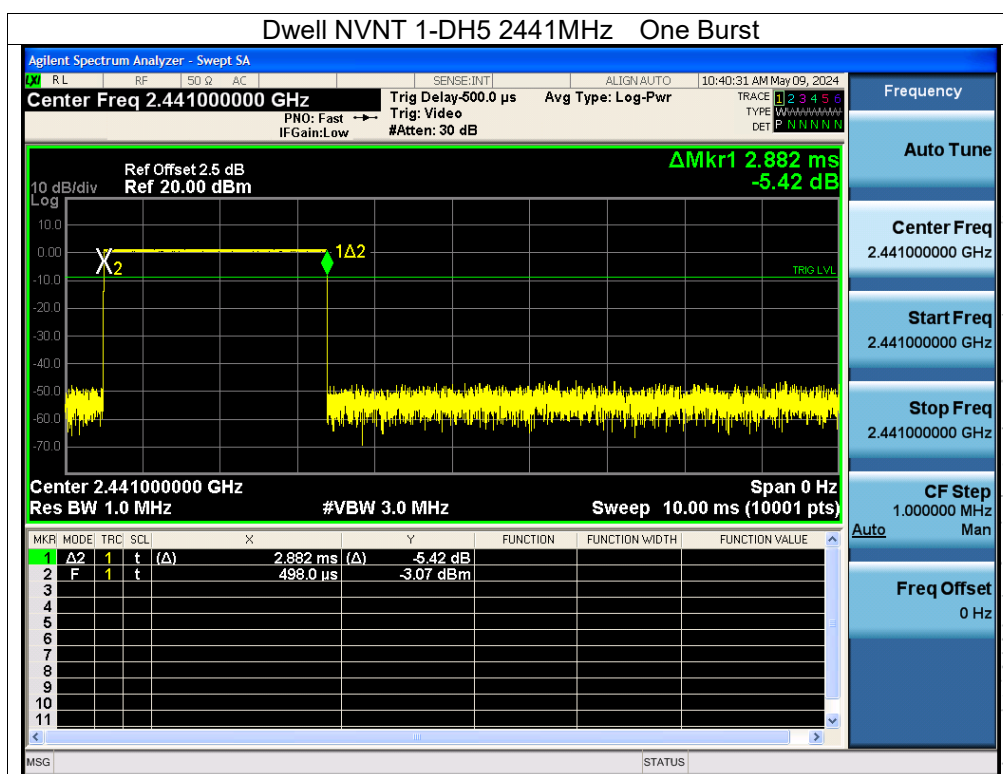 Dwell NVNT 1-DH5 2441MHz One Burst
Agilent Spectrum Analyzer - Swept SA
LXI RL RF 50 Ω AC SENSE:INT ALIGN AUTO 10:40:31 AM May 09, 2024
Center Freq 2.441000000 GHz Trig Delay-500.0 µs Avg Type: Log-Pwr TRACE 1 2 3 4 5 6
PNO: Fast Trig: Video TYPE WWWWWW
IFGain:Low #Atten: 30 dB DET P N N N N N
Frequency
Auto Tune
Center Freq
2.441000000 GHz
Start Freq
2.441000000 GHz
Stop Freq
2.441000000 GHz
CF Step
1.000000 MHz
Auto Man
Freq Offset
0 Hz
ΔMkr1 2.882 ms
-5.42 dB
Ref Offset 2.5 dB
10 dB/div Ref 20.00 dBm
Log
10.0
0.00
-10.0
-20.0
-30.0
-40.0
-50.0
-60.0
-70.0
2
1Δ2
TRIG LVL
Center 2.441000000 GHz Span 0 Hz
Res BW 1.0 MHz #VBW 3.0 MHz Sweep 10.00 ms (10001 pts)
MKR MODE TRC SCL X Y FUNCTION FUNCTION WIDTH FUNCTION VALUE
1 Δ2 1 t (Δ) 2.882 ms (Δ) -5.42 dB
2 F 1 t 498.0 µs -3.07 dBm
3
4
5
6
7
8
9
10
11
MSG STATUS